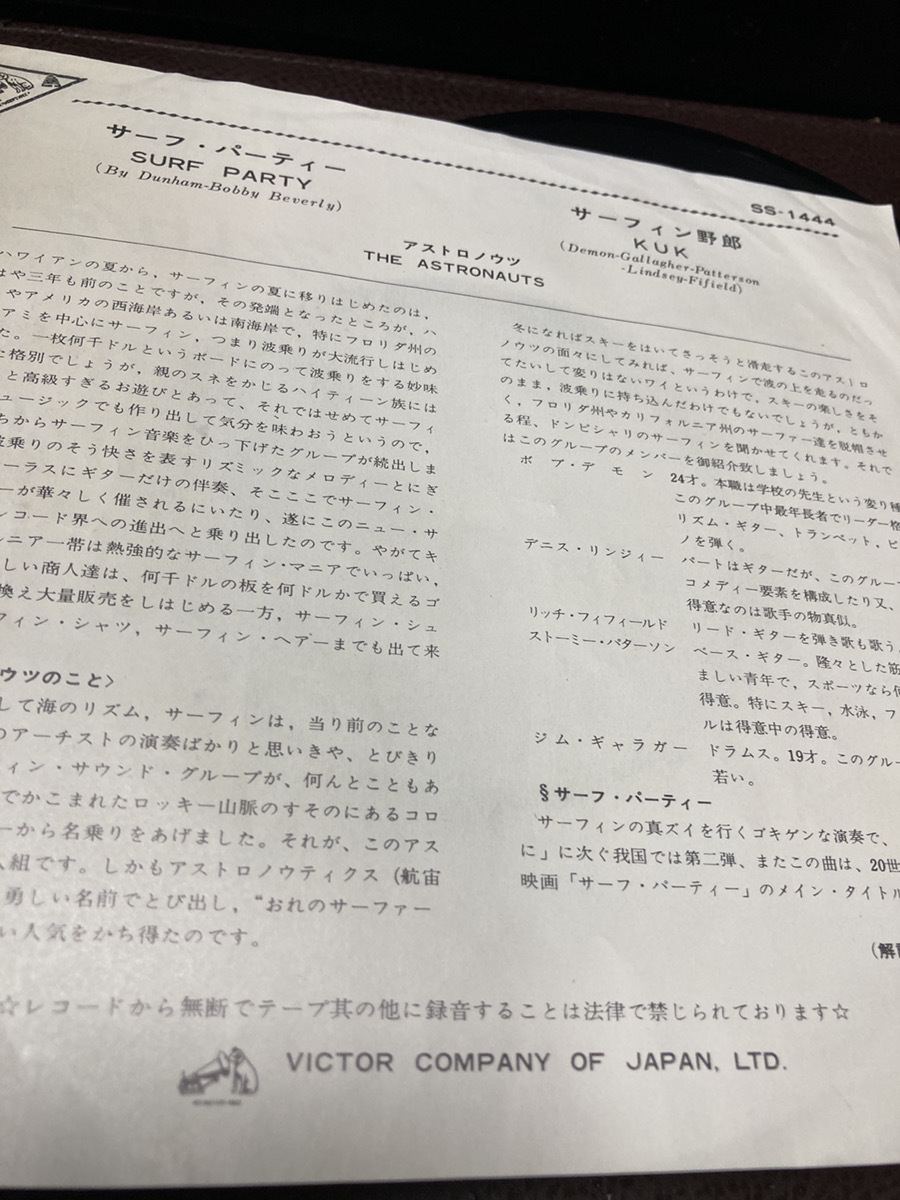 サーフ・パーティー
SURF PARTY
(By Dunham-Bobby Beverly)
SS-1444
サーフィン野郎
KUK
(Demon-Gallagher-Patterson
-Lindsey-Fifield)
アストロノウツ
THE ASTRONAUTS
ハワイアンの夏から，サーフィンの夏に移りはじめたのは，
はや三年も前のことですが，その発端となったところが，ハ
やアメリカの西海岸あるいは南海岸で，特にフロリダ州の
アミを中心にサーフィン，つまり波乗りが大流行しはじめ
た。一枚何千ドルというボードにのって波乗りをする妙味
た格別でしょうが，親のスネをかじるハイティーン族には
と高級すぎるお遊びとあって，それではせめてサーフィ
ュージックでも作り出して気分を味わおうというので，
ちからサーフィン音楽をひっ下げたグループが続出しま
波乗りのそう快さを表すリズミックなメロディーとにぎ
ーラスにギターだけの伴奏，そこここでサーフィン・
ーが華々しく催されるにいたり，遂にこのニュー・サ
レコード界への進出へと乗り出したのです。やがてキ
ルニア一帯は熱強的なサーフィン・マニアでいっぱい，
しい商人達は，何千ドルの板を何ドルかで買えるゴ
換え大量販売をしはじめる一方，サーフィン・シュ
フィン・シャツ，サーフィン・ヘアーまでも出て来
ウツのこと〉
して海のリズム，サーフィンは，当り前のことな
のアーチストの演奏ばかりと思いきや，とびきり
ィン・サウンド・グループが，何んとこともあ
でかこまれたロッキー山脈のすそのにあるコロ
ーから名乗りをあげました。それが，このアス
人組です。しかもアストロノウティクス（航宙
勇しい名前でとび出し，“おれのサーファー
い人気をかち得たのです。
冬になればスキーをはいてさっそうと滑走するこのアストロ
ノウツの面々にしてみれば，サーフィンで波の上を走るのだっ
てたいして変りはないワイというわけで，スキーの楽しさをそ
のまま，波乗りに持ち込んだわけでもないでしょうが，ともか
く，フロリダ州やカリフォルニア州のサーファー達を脱帽させ
る程，ドンピシャリのサーフィンを聞かせてくれます。それで
はこのグループのメンバーを御紹介致しましょう。
ボブ・デモン 24才。本職は学校の先生という変り種
このグループ中最年長者でリーダー格
リズム・ギター，トランペット，ピ
ノを弾く。
デニス・リンジィー パートはギターだが，このグルー
コメディー要素を構成したり又，
得意なのは歌手の物真似。
リッチ・フィフィールド リード・ギターを弾き歌も歌う。
ストーミー・パターソン ベース・ギター。隆々とした筋
ましい青年で，スポーツなら何
得意。特にスキー，水泳，フ
ルは得意中の得意。
ジム・ギャラガー ドラムス。19才。このグルー
若い。
§サーフ・パーティー
サーフィンの真ズイを行くゴキゲンな演奏で，
に」に次ぐ我国では第二弾，またこの曲は，20世
映画「サーフ・パーティー」のメイン・タイトル
(解
☆レコードから無断でテープ其の他に録音することは法律で禁じられております☆
VICTOR COMPANY OF JAPAN, LTD.